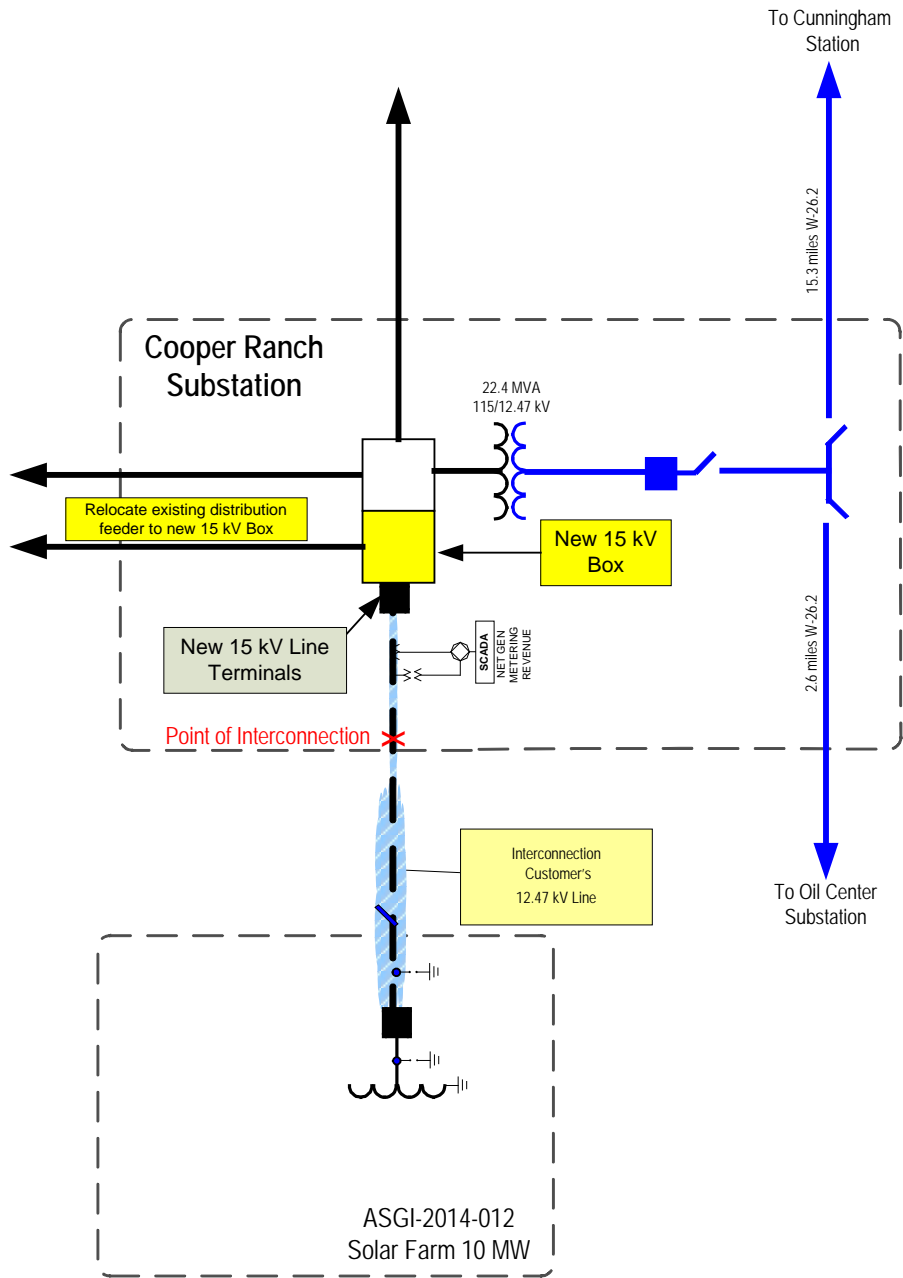 To Cunningham
Station
15.3 miles W-26.2
Cooper Ranch
Substation
22.4 MVA
115/12.47 kV
Relocate existing distribution
feeder to new 15 kV Box
New 15 kV
Box
New 15 kV Line
Terminals
SCADA
NET GEN
METERING
REVENUE
2.6 miles W-26.2
Point of Interconnection
Interconnection
Customer's
12.47 kV Line
To Oil Center
Substation
ASGI-2014-012
Solar Farm 10 MW